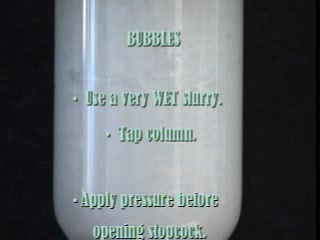 BUBBLES
• Use a very WET slurry.
• Tap column.
• Apply pressure before
opening stopcock.